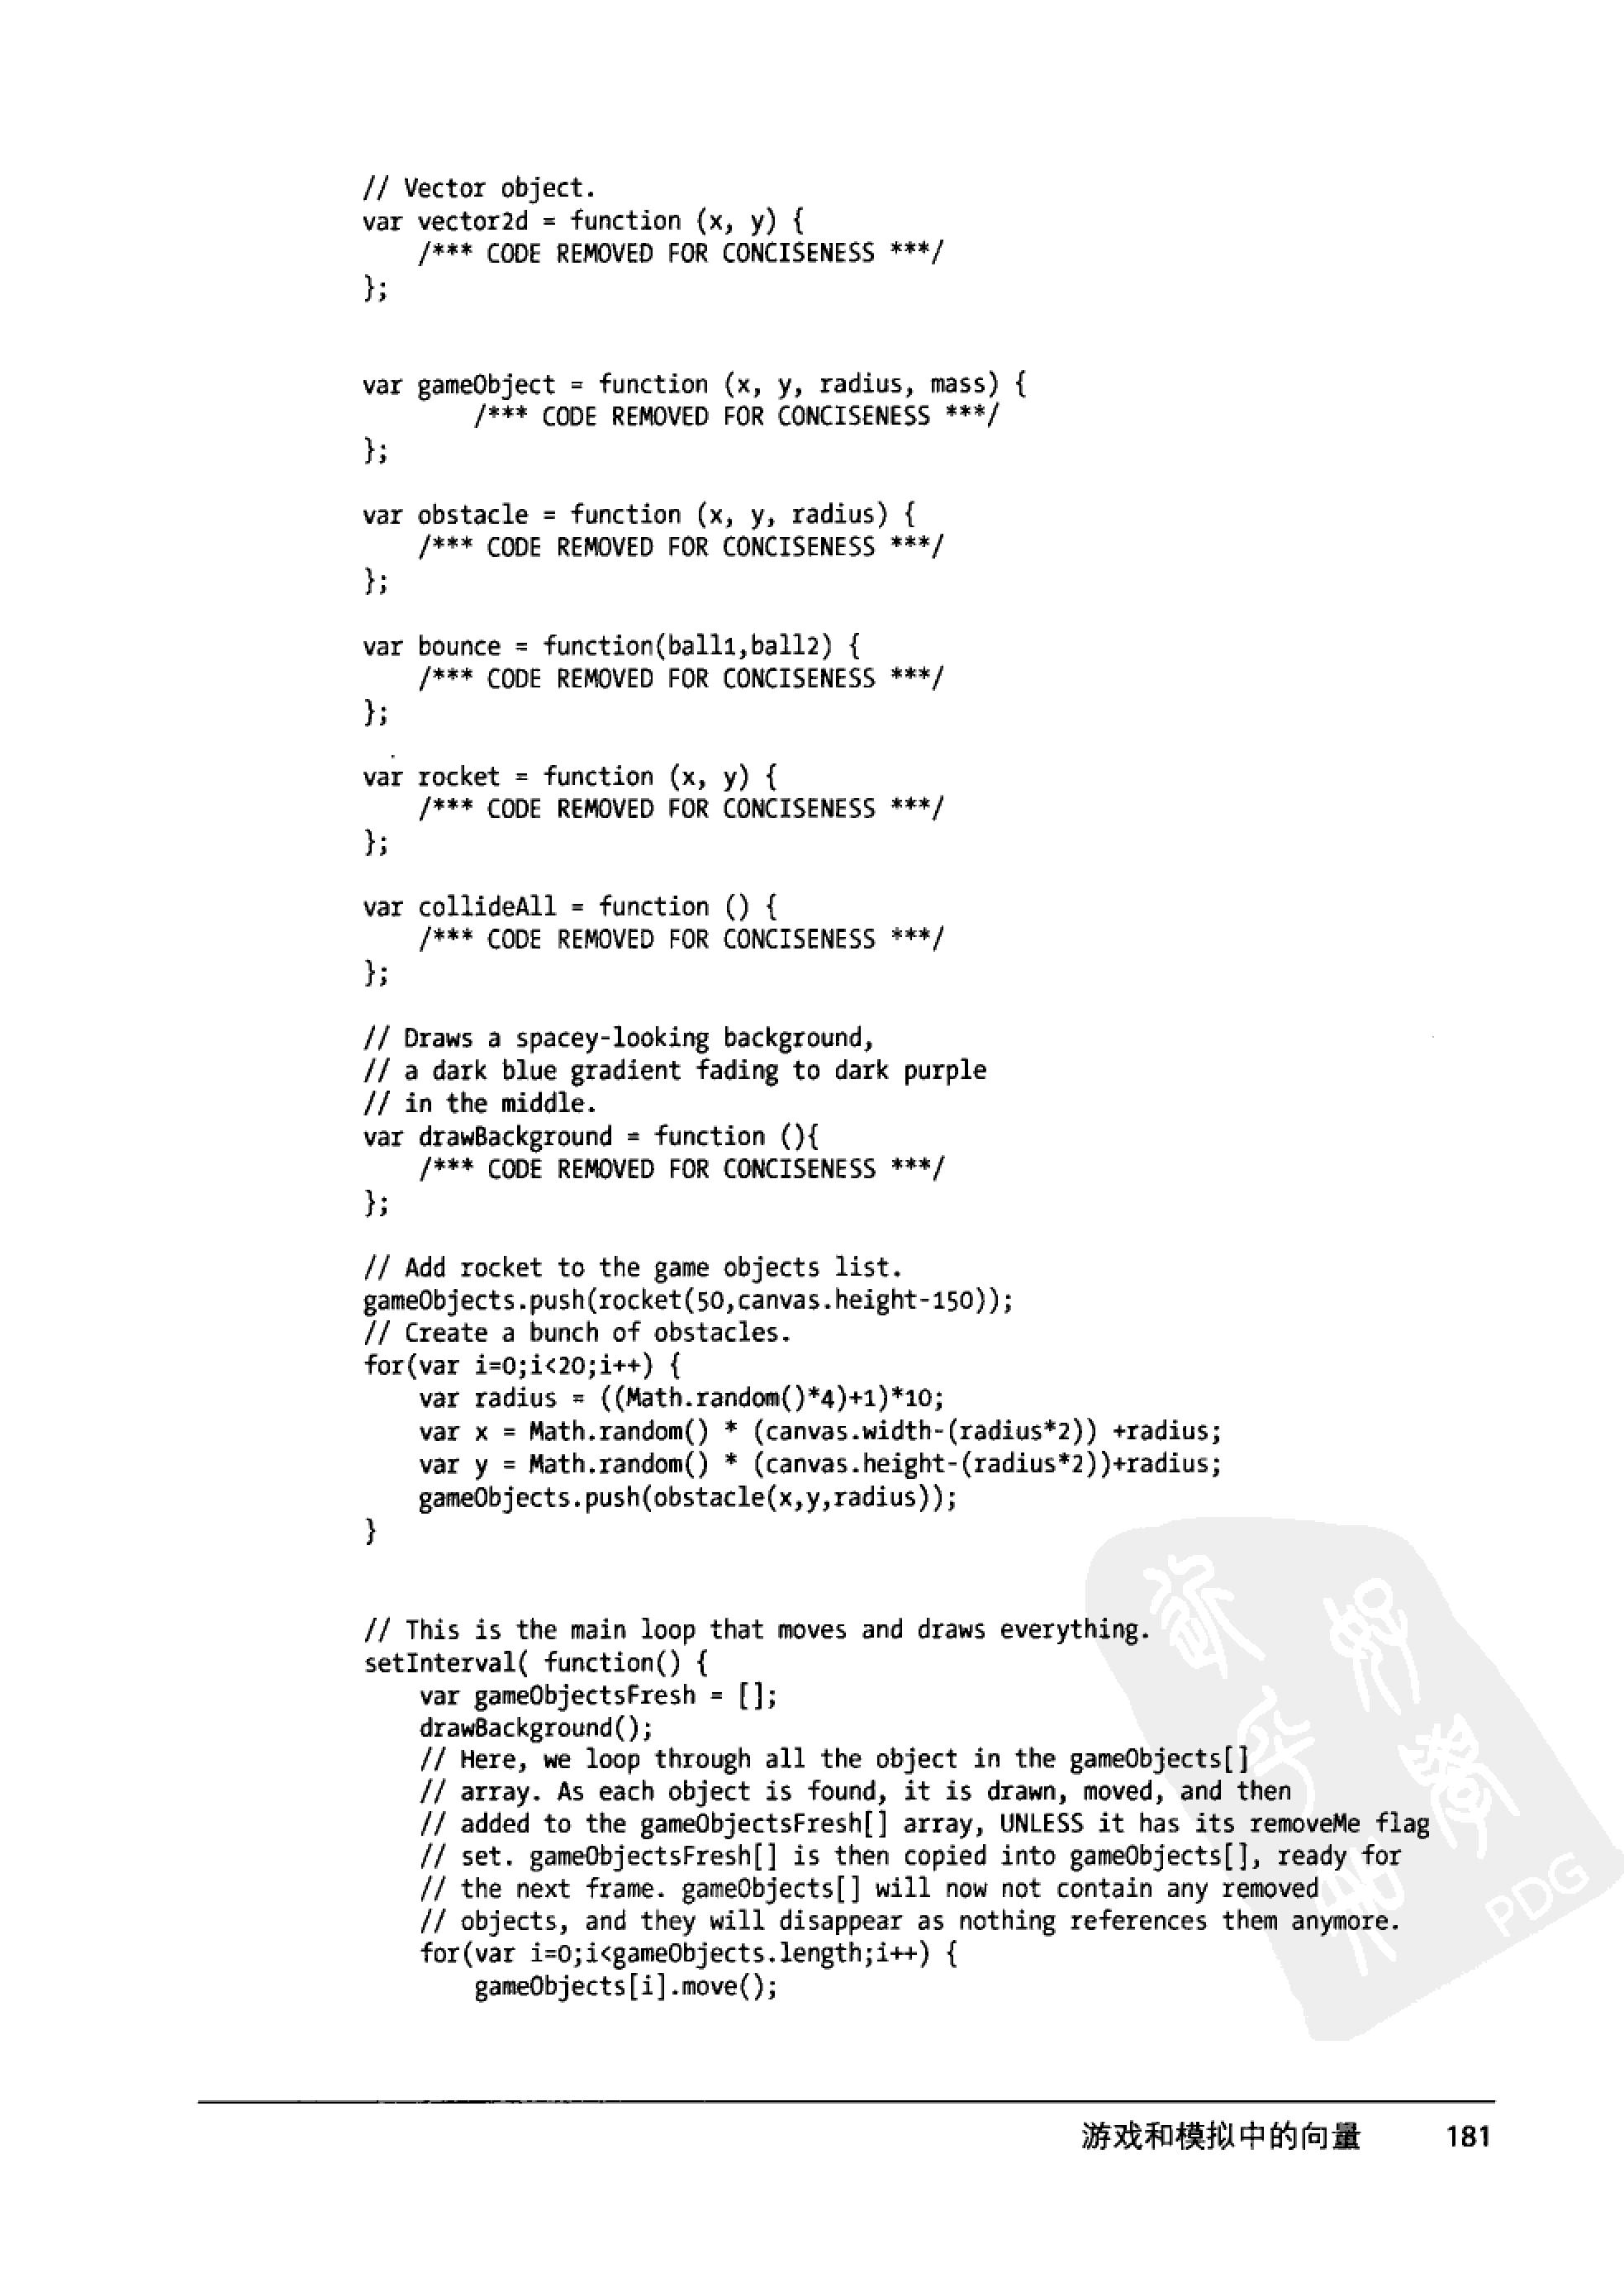 // Vector object.
var vector2d = function (x, y) {
    /*** CODE REMOVED FOR CONCISENESS ***/
};
var gameObject = function (x, y, radius, mass) {
        /*** CODE REMOVED FOR CONCISENESS ***/
};
var obstacle = function (x, y, radius) {
    /*** CODE REMOVED FOR CONCISENESS ***/
};
var bounce = function(ball1,ball2) {
    /*** CODE REMOVED FOR CONCISENESS ***/
};
var rocket = function (x, y) {
    /*** CODE REMOVED FOR CONCISENESS ***/
};
var collideAll = function () {
    /*** CODE REMOVED FOR CONCISENESS ***/
};
// Draws a spacey-looking background,
// a dark blue gradient fading to dark purple
// in the middle.
var drawBackground = function (){
    /*** CODE REMOVED FOR CONCISENESS ***/
};
// Add rocket to the game objects list.
gameObjects.push(rocket(50,canvas.height-150));
// Create a bunch of obstacles.
for(var i=0;i<20;i++) {
    var radius = ((Math.random()*4)+1)*10;
    var x = Math.random() * (canvas.width-(radius*2)) +radius;
    var y = Math.random() * (canvas.height-(radius*2))+radius;
    gameObjects.push(obstacle(x,y,radius));
}
// This is the main loop that moves and draws everything.
setInterval( function() {
    var gameObjectsFresh = [];
    drawBackground();
    // Here, we loop through all the object in the gameObjects[]
    // array. As each object is found, it is drawn, moved, and then
    // added to the gameObjectsFresh[] array, UNLESS it has its removeMe flag
    // set. gameObjectsFresh[] is then copied into gameObjects[], ready for
    // the next frame. gameObjects[] will now not contain any removed
    // objects, and they will disappear as nothing references them anymore.
    for(var i=0;i<gameObjects.length;i++) {
        gameObjects[i].move();
PDG
游戏和模拟中的向量 181